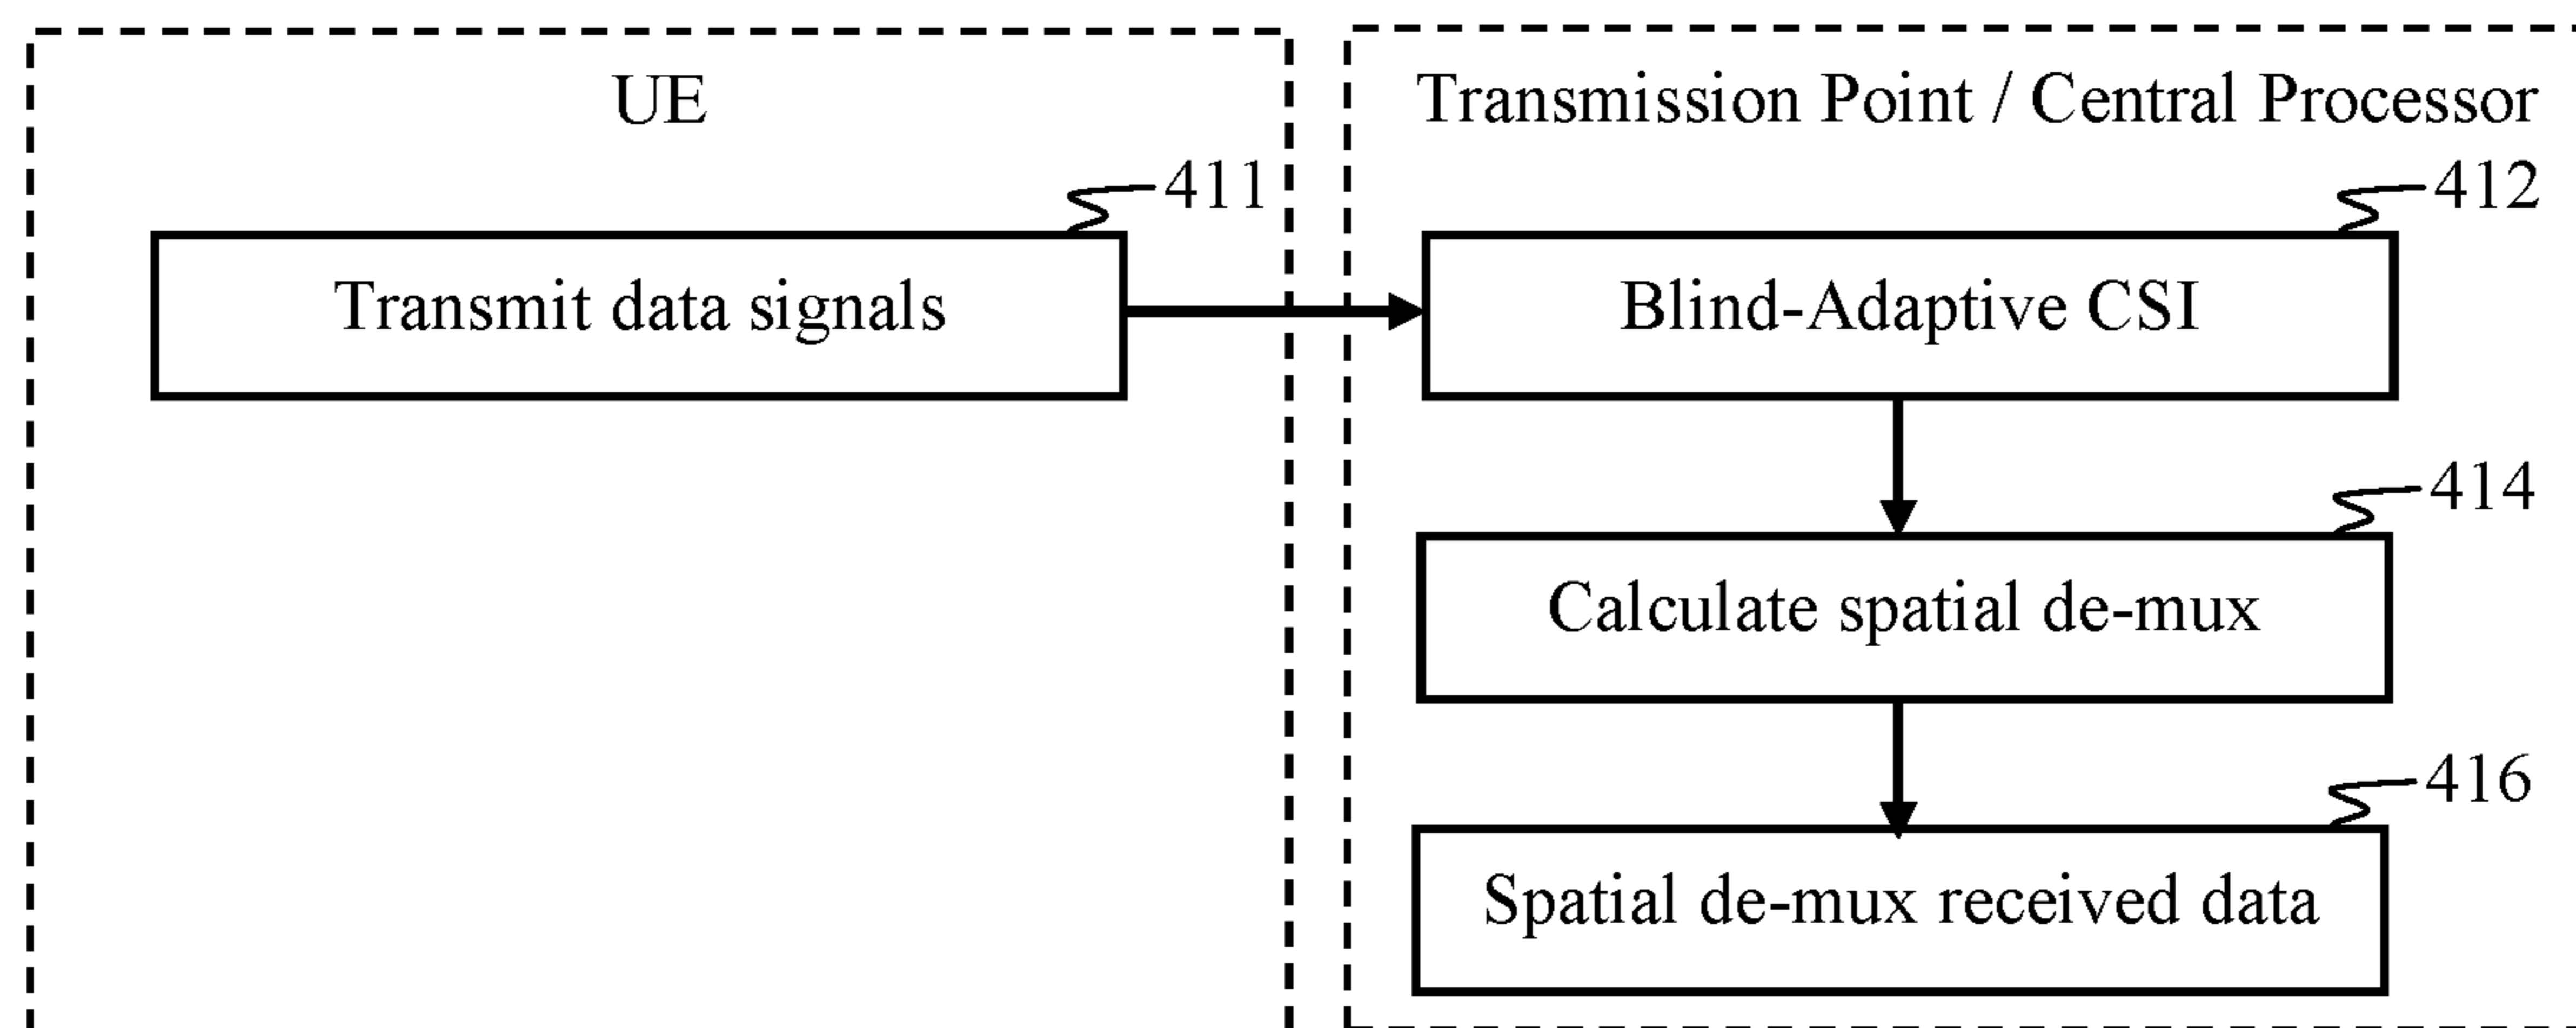 UE
411
Transmit data signals
Transmission Point / Central Processor
412
Blind-Adaptive CSI
414
Calculate spatial de-mux
416
Spatial de-mux received data